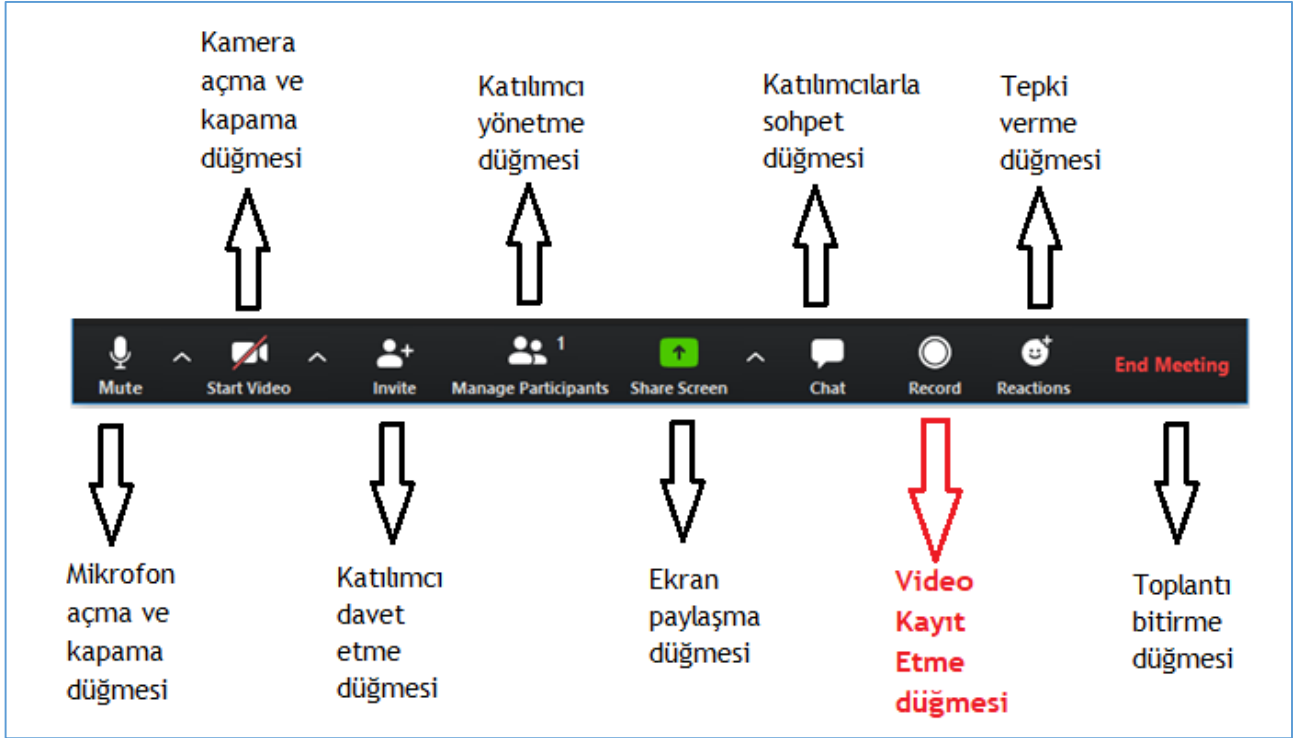 Kamera
açma ve
kapama
düğmesi
Katılımcı
yönetme
düğmesi
Katılımcılarla
sohpet
düğmesi
Tepki
verme
düğmesi
Mute
Start Video
Invite
1
Manage Participants
Share Screen
Chat
Record
Reactions
End Meeting
Mikrofon
açma ve
kapama
düğmesi
Katılımcı
davet
etme
düğmesi
Ekran
paylaşma
düğmesi
Video
Kayıt
Etme
düğmesi
Toplantı
bitirme
düğmesi